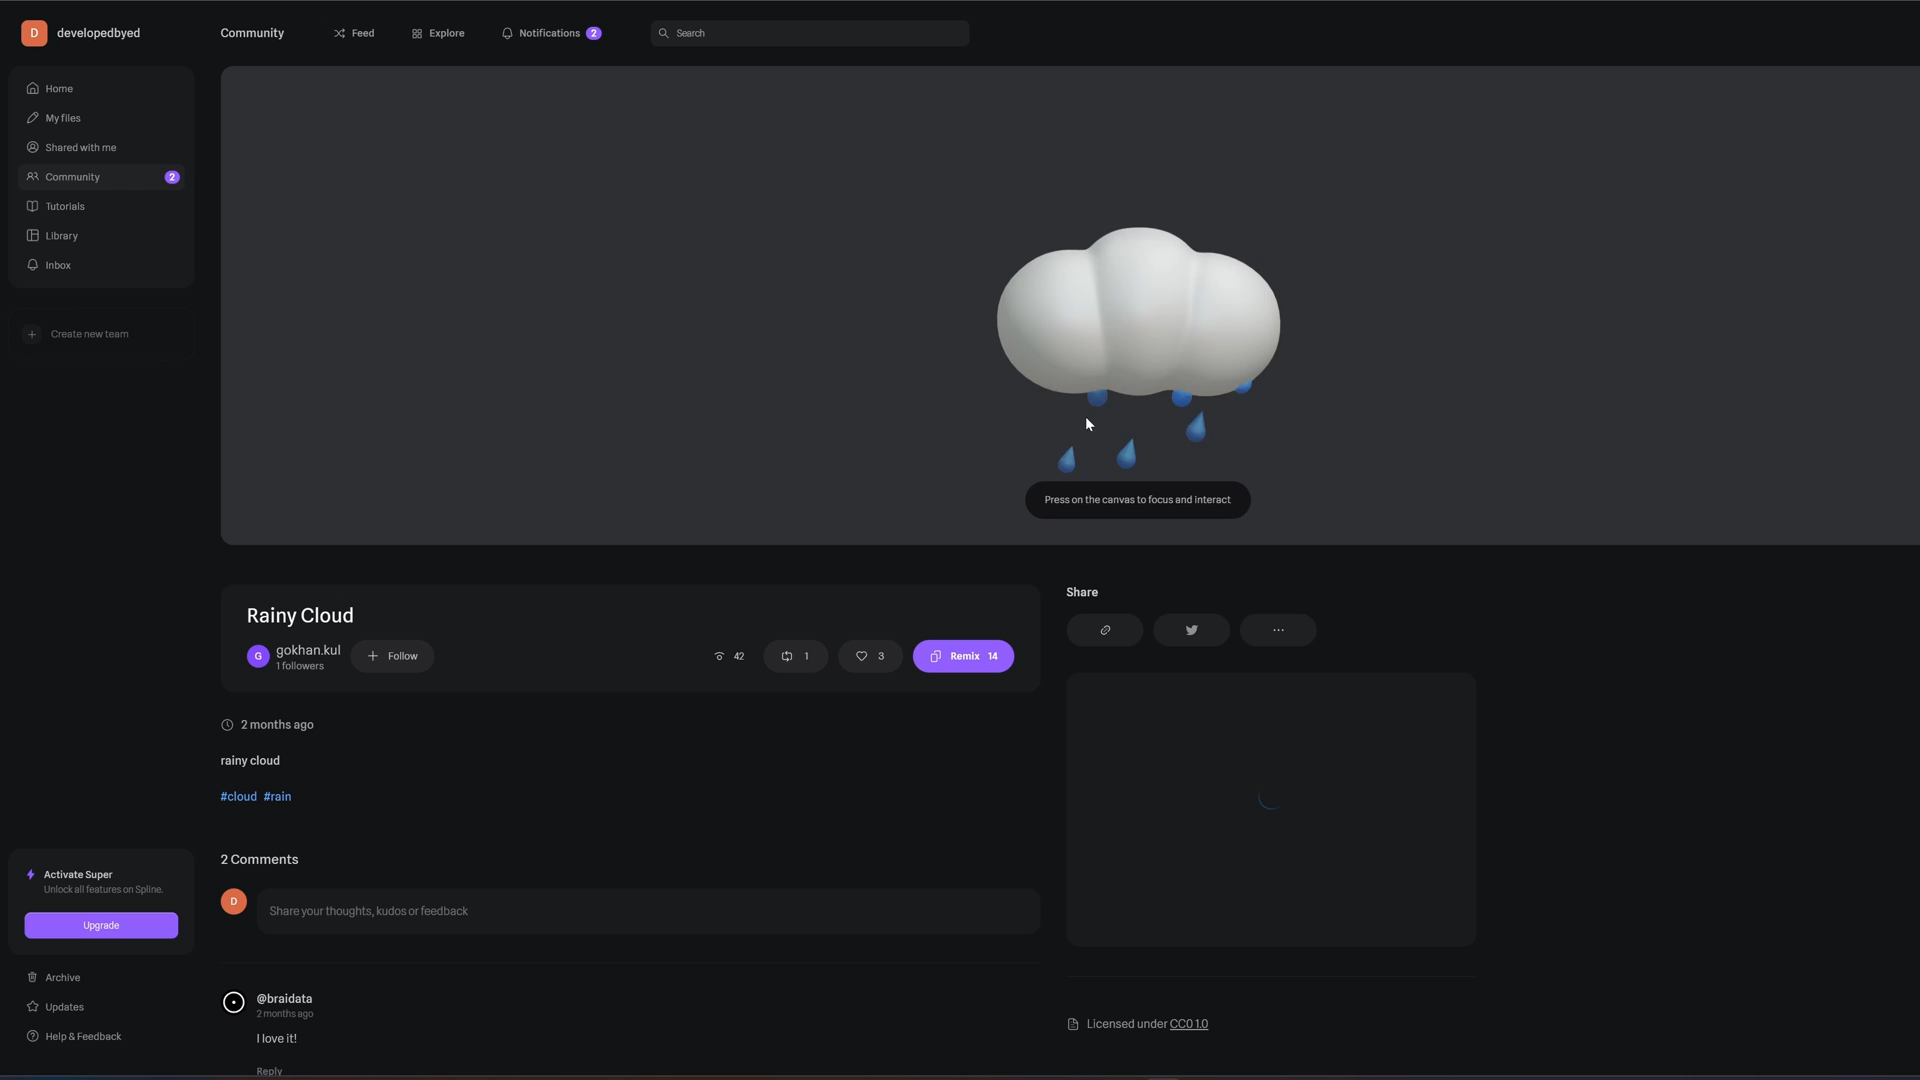 D developedbyed
Community
Feed
Explore
Notifications 2
Search
Home
My files
Shared with me
Community 2
Tutorials
Library
Inbox
Create new team
Press on the canvas to focus and interact
Rainy Cloud
G gokhan.kul
1 followers
Follow
42
1
3
Remix 14
Share
2 months ago
rainy cloud
#cloud #rain
2 Comments
D
Share your thoughts, kudos or feedback
@braidata
2 months ago
I love it!
Reply
Licensed under CC0 1.0
Activate Super
Unlock all features on Spline.
Upgrade
Archive
Updates
Help & Feedback